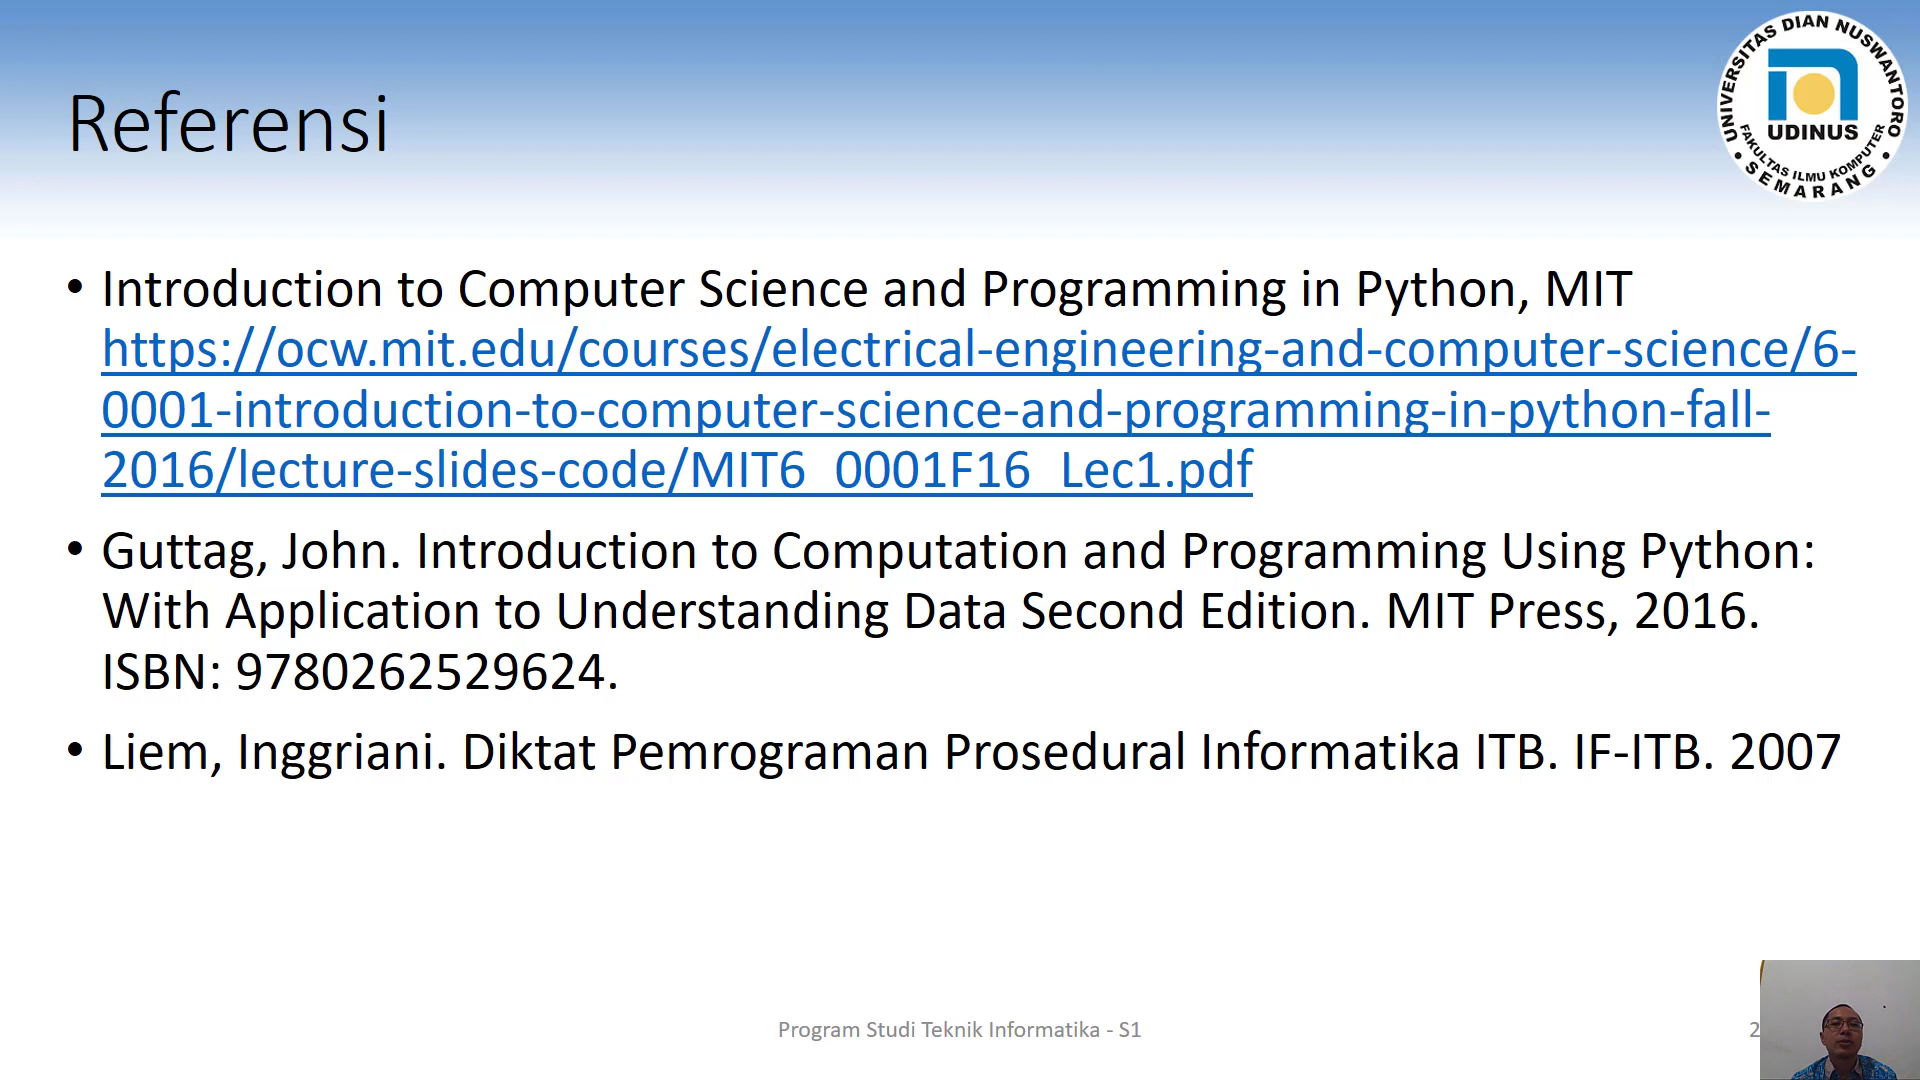 Referensi
UNIVERSITAS DIAN NUSWANTORO
UDINUS
FAKULTAS ILMU KOMPUTER
• SEMARANG •
• Introduction to Computer Science and Programming in Python, MIT
https://ocw.mit.edu/courses/electrical-engineering-and-computer-science/6-
0001-introduction-to-computer-science-and-programming-in-python-fall-
2016/lecture-slides-code/MIT6_0001F16_Lec1.pdf
• Guttag, John. Introduction to Computation and Programming Using Python:
With Application to Understanding Data Second Edition. MIT Press, 2016.
ISBN: 9780262529624.
• Liem, Inggriani. Diktat Pemrograman Prosedural Informatika ITB. IF-ITB. 2007
Program Studi Teknik Informatika - S1
2